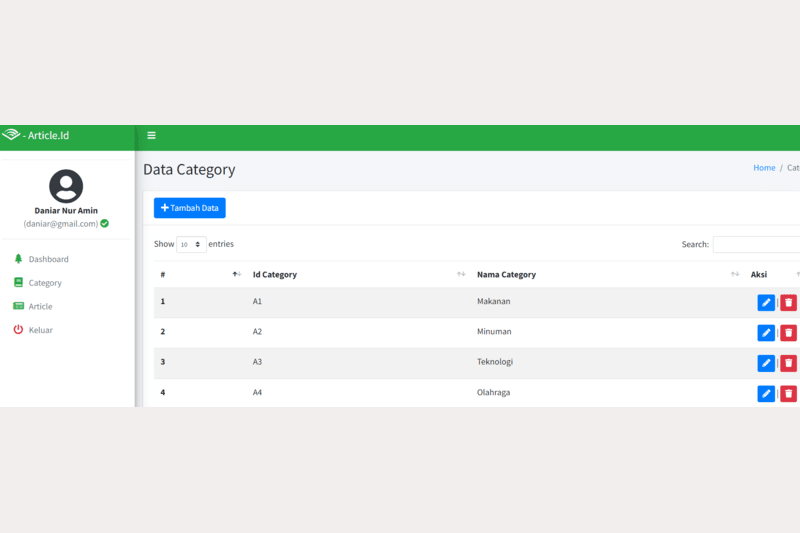 - Article.Id
Data Category
Home / Cat
Daniar Nur Amin
(daniar@gmail.com)
Dashboard
Category
Article
Keluar
Tambah Data
Show 10 entries
Search:
# Id Category Nama Category Aksi
1 A1 Makanan |
2 A2 Minuman |
3 A3 Teknologi |
4 A4 Olahraga |